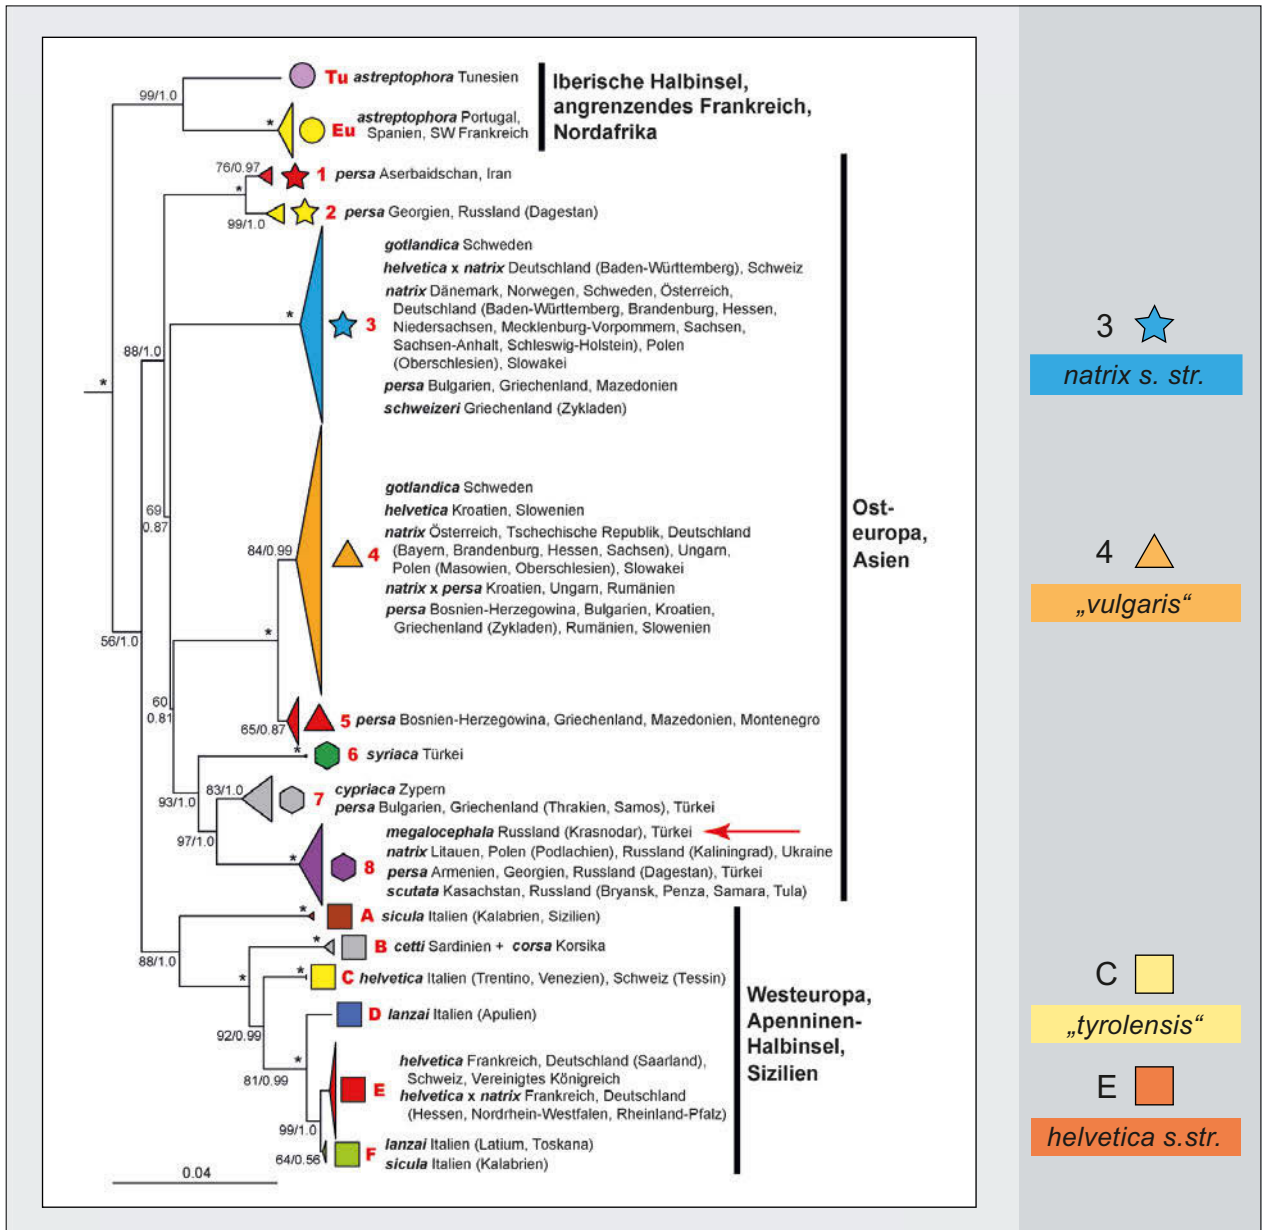 Tu astreptophora Tunesien
Iberische Halbinsel,
angrenzendes Frankreich,
Nordafrika
99/1.0
*
Eu
astreptophora Portugal,
Spanien, SW Frankreich
76/0.97
1 persa Aserbaidschan, Iran
*
2 persa Georgien, Russland (Dagestan)
99/1.0
gotlandica Schweden
helvetica x natrix Deutschland (Baden-Württemberg), Schweiz
natrix Dänemark, Norwegen, Schweden, Österreich,
Deutschland (Baden-Württemberg, Brandenburg, Hessen,
Niedersachsen, Mecklenburg-Vorpommern, Sachsen,
Sachsen-Anhalt, Schleswig-Holstein), Polen
(Oberschlesien), Slowakei
persa Bulgarien, Griechenland, Mazedonien
schweizeri Griechenland (Zykladen)
*
3
88/1.0
*
gotlandica Schweden
helvetica Kroatien, Slowenien
natrix Österreich, Tschechische Republik, Deutschland
(Bayern, Brandenburg, Hessen, Sachsen), Ungarn,
Polen (Masowien, Oberschlesien), Slowakei
natrix x persa Kroatien, Ungarn, Rumänien
persa Bosnien-Herzegowina, Bulgarien, Kroatien,
Griechenland (Zykladen), Rumänien, Slowenien
69
0.87
84/0.99
4
Ost-
europa,
Asien
*
56/1.0
60
0.81
65/0.87
5 persa Bosnien-Herzegowina, Griechenland, Mazedonien, Montenegro
*
6 syriaca Türkei
93/1.0
83/1.0
7
cypriaca Zypern
persa Bulgarien, Griechenland (Thrakien, Samos), Türkei
97/1.0
*
8
megalocephala Russland (Krasnodar), Türkei
natrix Litauen, Polen (Podlachien), Russland (Kaliningrad), Ukraine
persa Armenien, Georgien, Russland (Dagestan), Türkei
scutata Kasachstan, Russland (Bryansk, Penza, Samara, Tula)
*
A sicula Italien (Kalabrien, Sizilien)
88/1.0
*
B cetti Sardinien + corsa Korsika
*
*
C helvetica Italien (Trentino, Venezien), Schweiz (Tessin)
92/0.99
D lanzai Italien (Apulien)
*
81/0.99
E
helvetica Frankreich, Deutschland (Saarland),
Schweiz, Vereinigtes Königreich
helvetica x natrix Frankreich, Deutschland
(Hessen, Nordrhein-Westfalen, Rheinland-Pfalz)
99/1.0
64/0.56
F
lanzai Italien (Latium, Toskana)
sicula Italien (Kalabrien)
Westeuropa,
Apenninen-
Halbinsel,
Sizilien
0.04
3
natrix s. str.
4
„vulgaris“
C
„tyrolensis“
E
helvetica s.str.